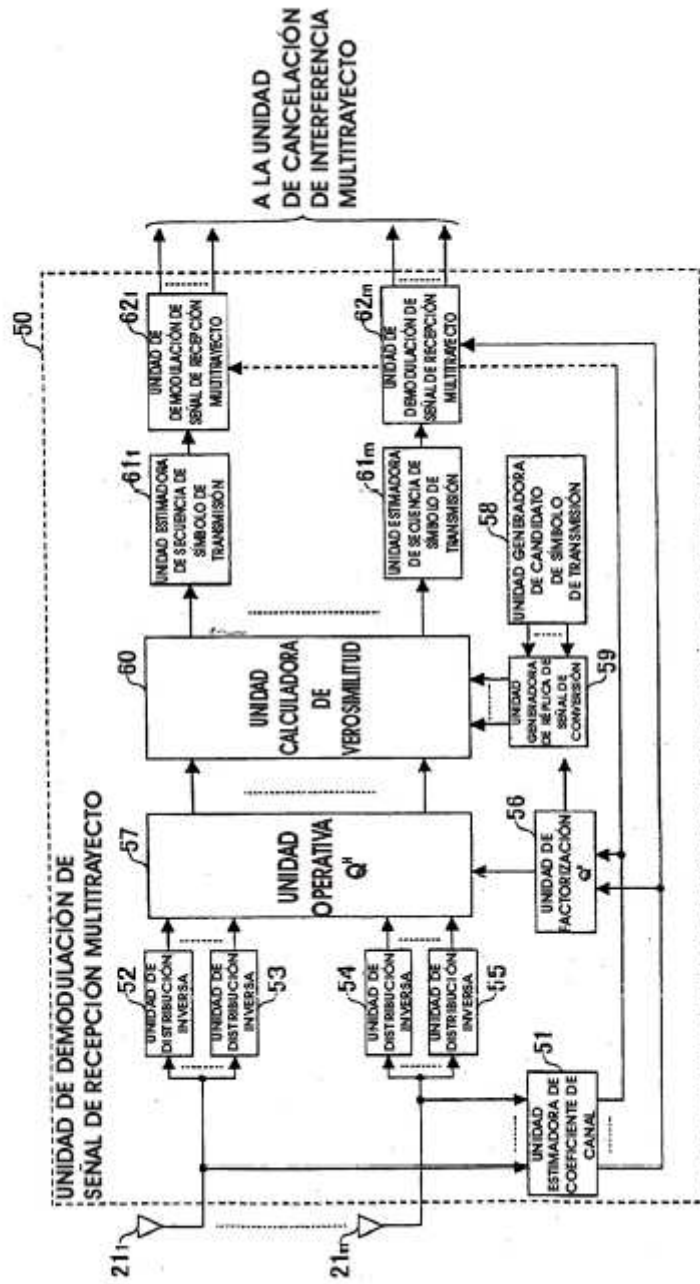 50
UNIDAD DE DEMODULACIÓN DE
SEÑAL DE RECEPCIÓN MULTITRAYECTO
21₁
21m
52
UNIDAD DE
DISTRIBUCIÓN
INVERSA
53
UNIDAD DE
DISTRIBUCIÓN
INVERSA
54
UNIDAD DE
DISTRIBUCIÓN
INVERSA
55
UNIDAD DE
DISTRIBUCIÓN
INVERSA
51
UNIDAD
ESTIMADORA DE
COEFICIENTE DE
CANAL
57
UNIDAD
OPERATIVA Qᴴ
56
UNIDAD DE
FACTORIZACIÓN
60
UNIDAD
CALCULADORA
DE
VEROSIMILITUD
59
UNIDAD
GENERADORA
DE RÉPLICA DE
SEÑAL DE
CONVERSIÓN
58
UNIDAD GENERADORA
DE CANDIDATO
DE SÍMBOLO
DE TRANSMISIÓN
61₁
UNIDAD ESTIMADORA
DE SECUENCIA DE
SÍMBOLO DE
TRANSMISIÓN
61m
UNIDAD ESTIMADORA
DE SECUENCIA DE
SÍMBOLO DE
TRANSMISIÓN
62₁
UNIDAD DE
DEMODULACIÓN DE
SEÑAL DE RECEPCIÓN
MULTITRAYECTO
62m
UNIDAD DE
DEMODULACIÓN DE
SEÑAL DE RECEPCIÓN
MULTITRAYECTO
A LA UNIDAD
DE CANCELACIÓN
DE INTERFERENCIA
MULTITRAYECTO